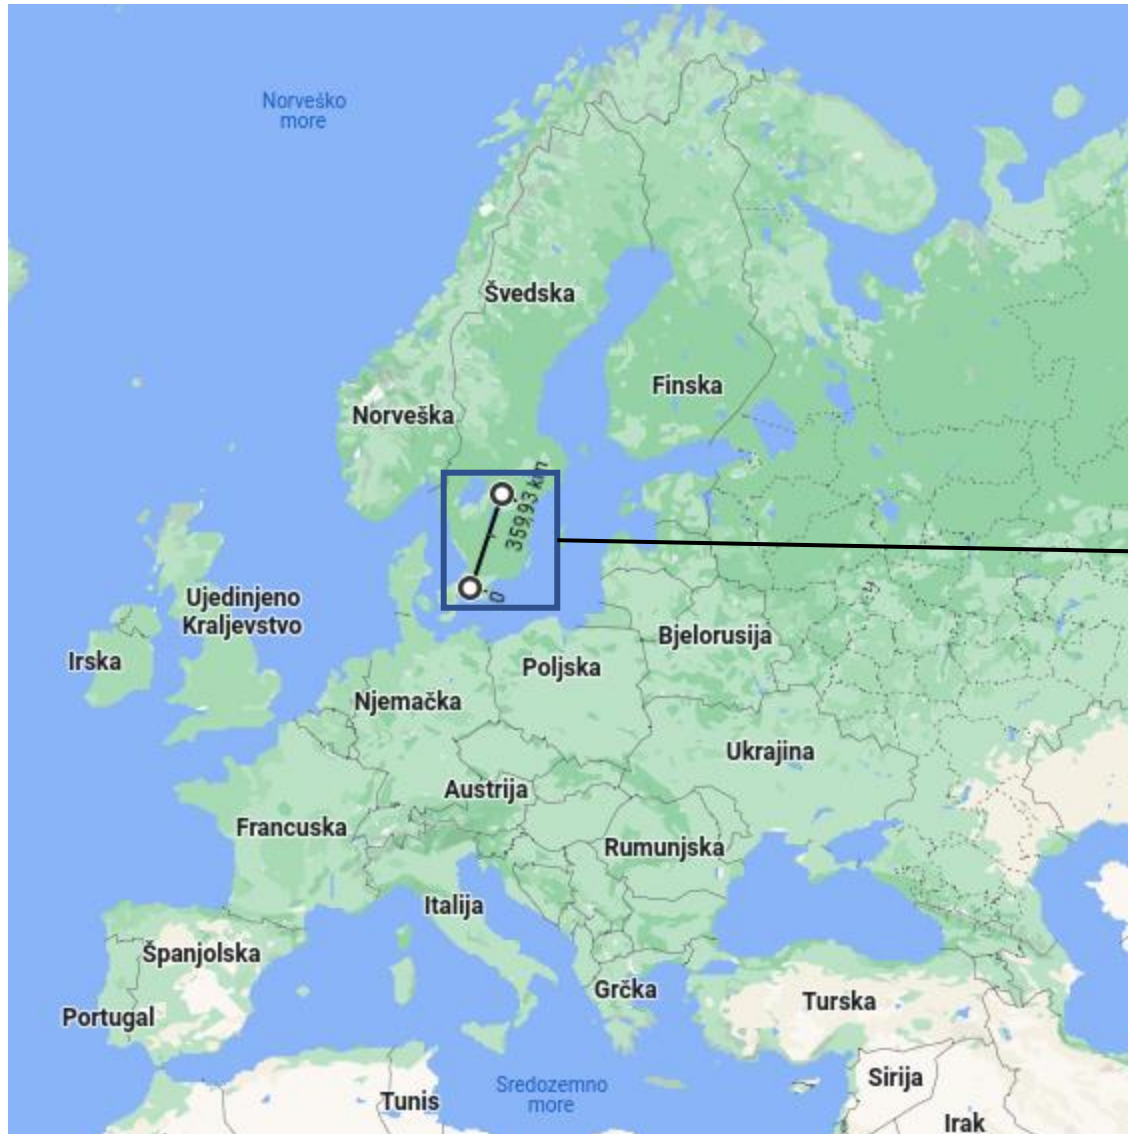 Norveško
more
Švedska
Finska
Norveška
359,93 km
0
Ujedinjeno
Kraljevstvo
Irska
Bjelorusija
Poljska
Njemačka
Ukrajina
Austrija
Francuska
Rumunjska
Italija
Španjolska
Grčka
Turska
Portugal
Sirija
Sredozemno
more
Tunis
Irak